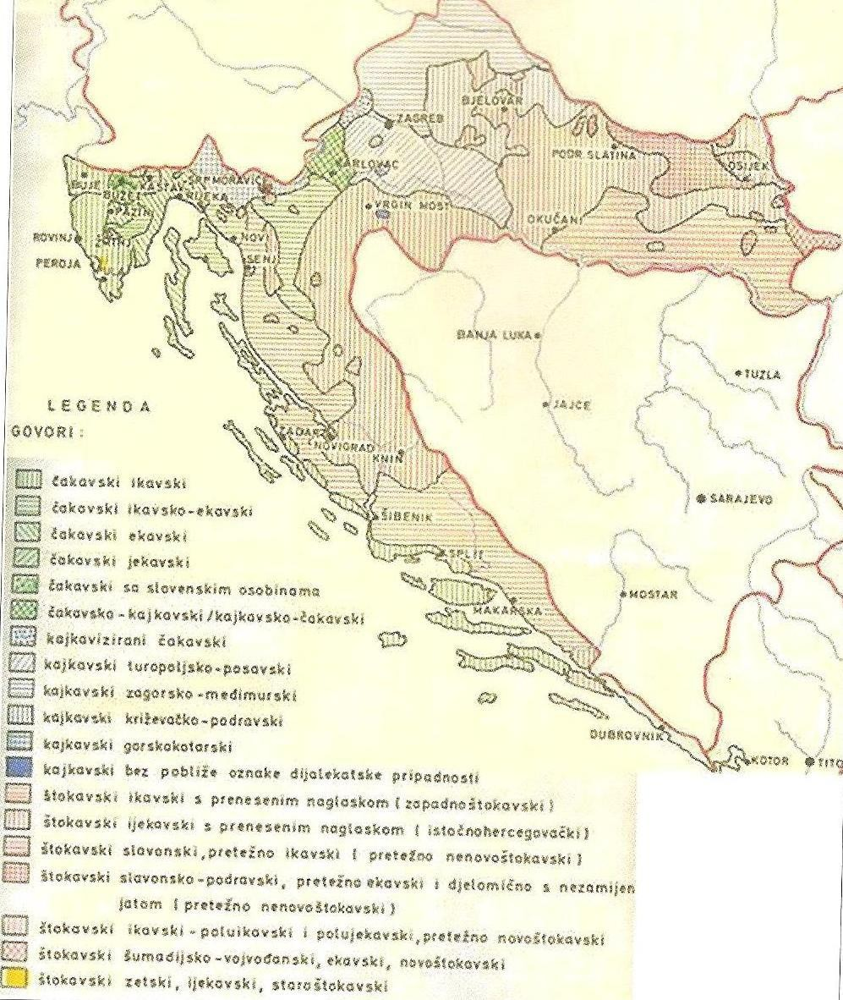 BJELOVAR
ZAGREB
PODR. SLATINA
OSIJEK
KARLOVAC
BUJE
BUZET
KASTAV
SRP MORAVICE
RIJEKA
PAZIN
VRGIN MOST
OKUČANI
ROVINJ
NOVI
PEROJA
SENJ
BANJA LUKA
TUZLA
LEGENDA
JAJCE
GOVORI:
ZADAR
NOVIGRAD
KNIN
čakavski ikavski
SARAJEVO
čakavski ikavsko-ekavski
ŠIBENIK
čakavski ekavski
čakavski jekavski
SPLIT
čakavski sa slovenskim osobinama
MOSTAR
MAKARSKA
čakavsko-kajkavski/kajkavsko-čakavski
kajkavizirani čakavski
kajkavski turopoljsko-posavski
kajkavski zagorsko-međimurski
kajkavski križevačko-podravski
DUBROVNIK
kajkavski gorskokotarski
KOTOR
TITO
kajkavski bez pobliže oznake dijalekatske pripadnosti
štokavski ikavski s prenesenim naglaskom (zapadnoštokavski)
štokavski ijekavski s prenesenim naglaskom (istočnohercegovački)
štokavski slavonski, pretežno ikavski (pretežno nenovoštokavski)
štokavski slavonsko-podravski, pretežno ekavski i djelomično s nezamijen
jatom (pretežno nenovoštokavski)
štokavski ikavski-poluikavski i polujekavski, pretežno novoštokavski
štokavski šumadijsko-vojvođanski, ekavski, novoštokavski
štokavski zetski, ijekavski, staroštokavski